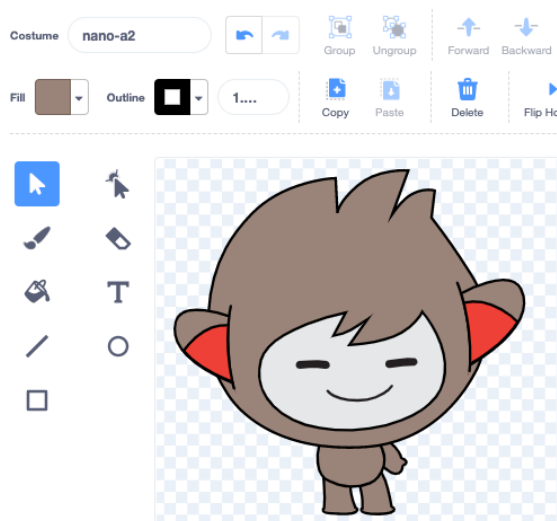 Costume nano-a2
Group Ungroup Forward Backward
Fill Outline 1....
Copy Paste Delete Flip Ho
T